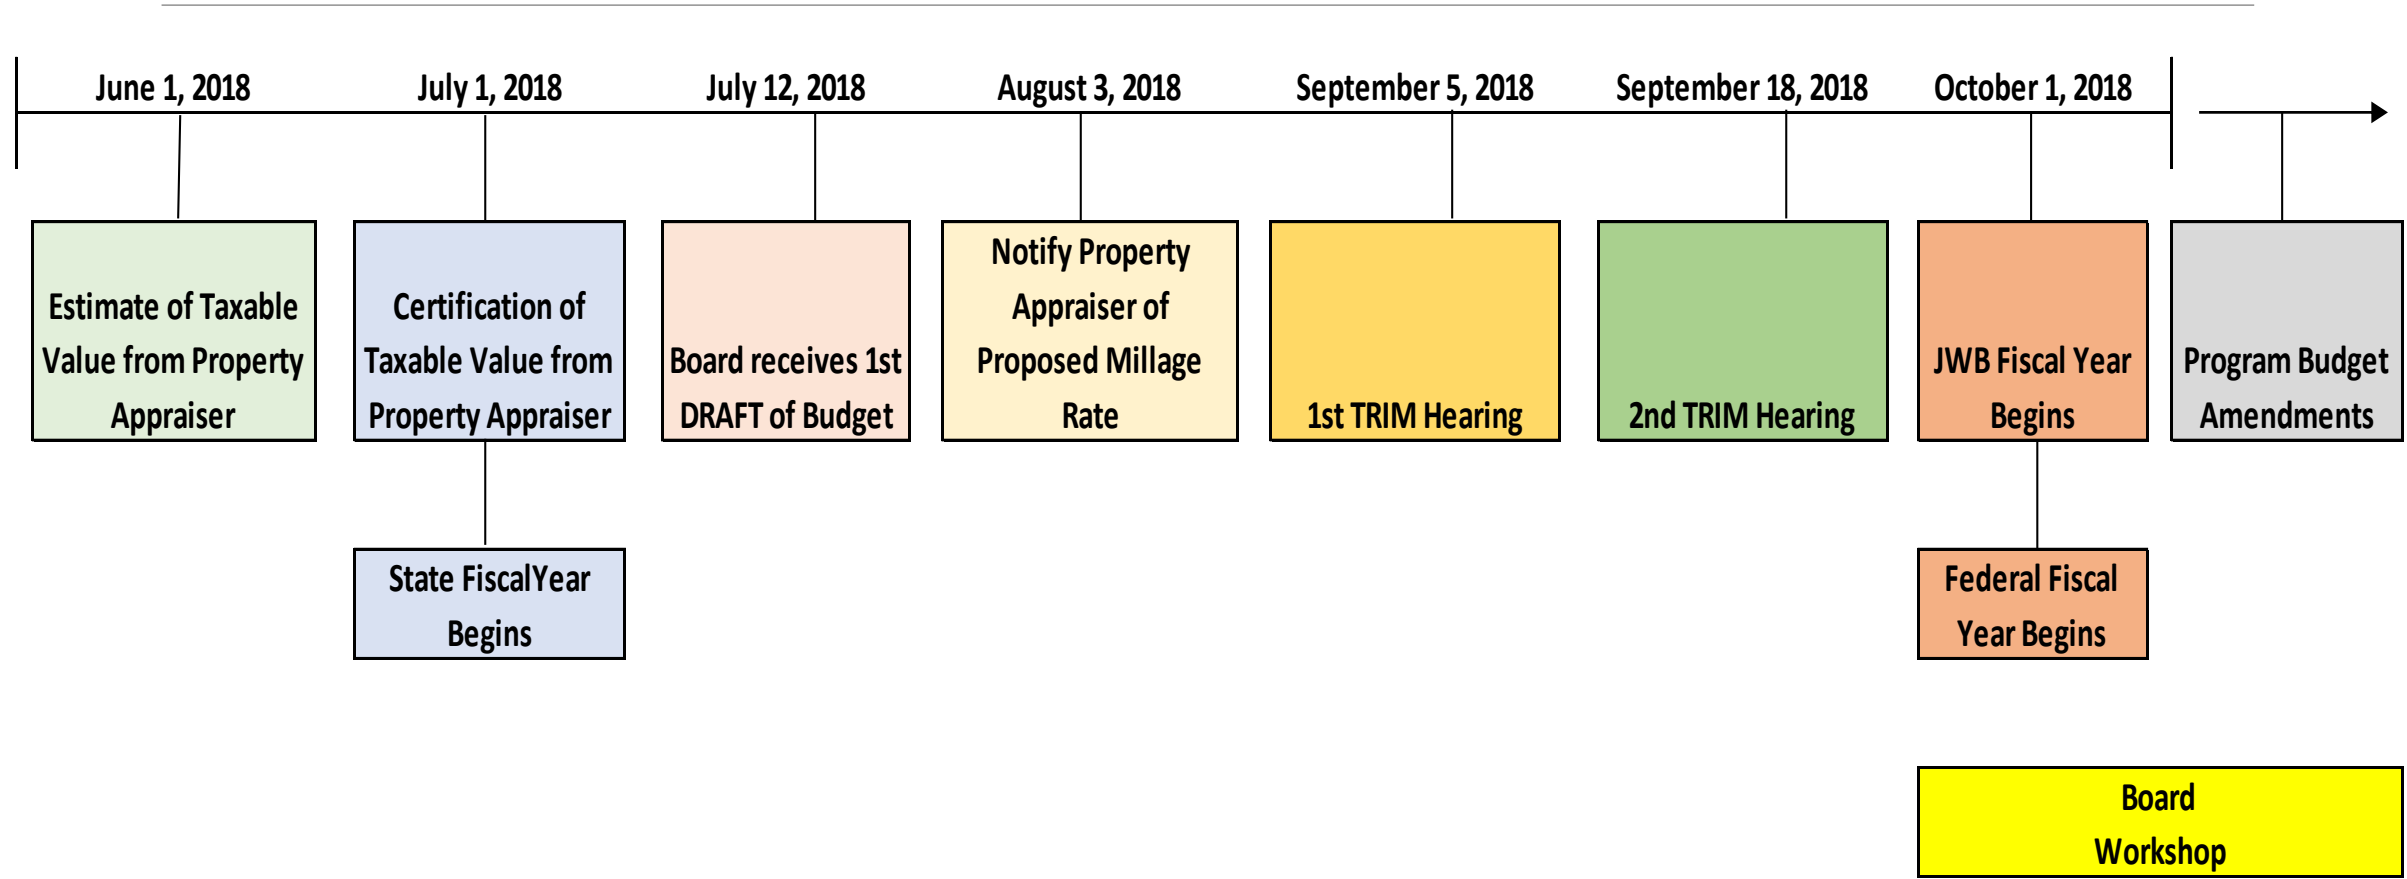 June 1, 2018
July 1, 2018
July 12, 2018
August 3, 2018
September 5, 2018
September 18, 2018
October 1, 2018
Estimate of Taxable
Value from Property
Appraiser
Certification of
Taxable Value from
Property Appraiser
Board receives 1st
DRAFT of Budget
Notify Property
Appraiser of
Proposed Millage
Rate
1st TRIM Hearing
2nd TRIM Hearing
JWB Fiscal Year
Begins
Program Budget
Amendments
State FiscalYear
Begins
Federal Fiscal
Year Begins
Board
Workshop